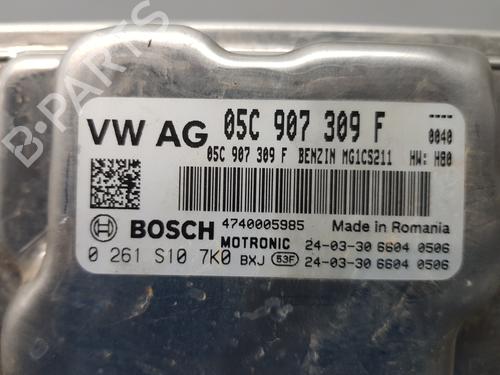 VW AG 05C 907 309 F
0040
05C 907 309 F BENZIN MG1CS211 HW: H80
BOSCH 4740005985 Made in Romania
MOTRONIC 24-03-30 6604 0506
0 261 S10 7K0 BXJ 53F 24-03-30 6604 0506